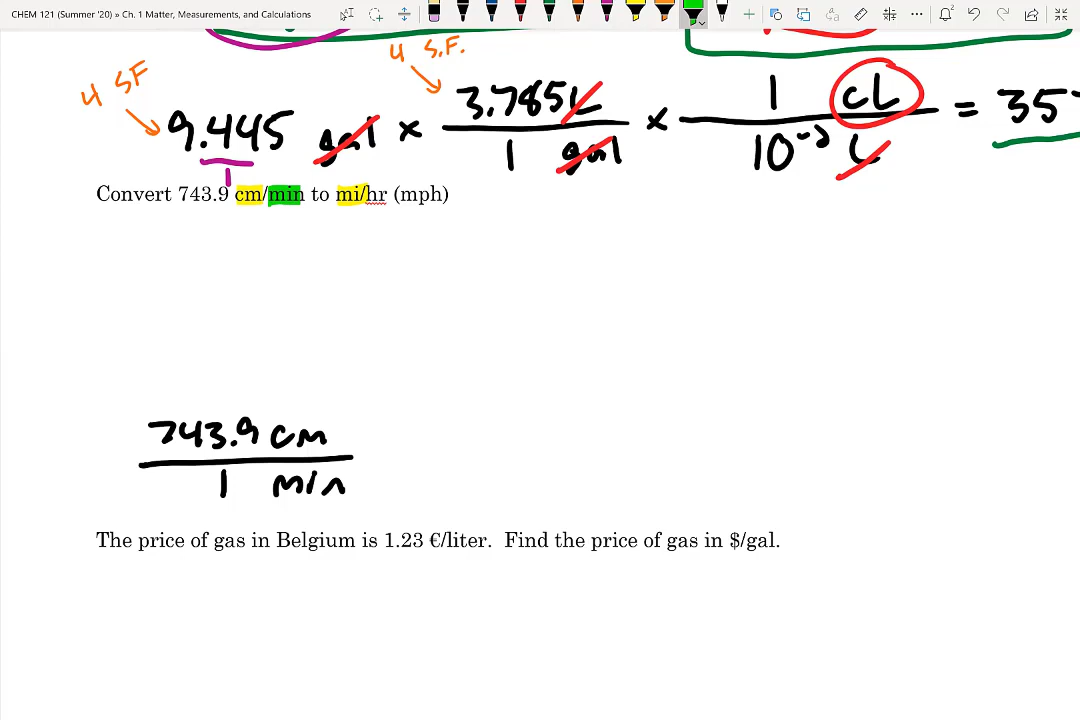 CHEM 121 (Summer '20) » Ch. 1 Matter, Measurements, and Calculations
4 SF
4 S.F.
9.445 gal × 3.785 L / 1 gal × 1 cL / 10⁻² L = 35
1
Convert 743.9 cm/min to mi/hr (mph)
743.9 cm
1 min
The price of gas in Belgium is 1.23 €/liter. Find the price of gas in $/gal.